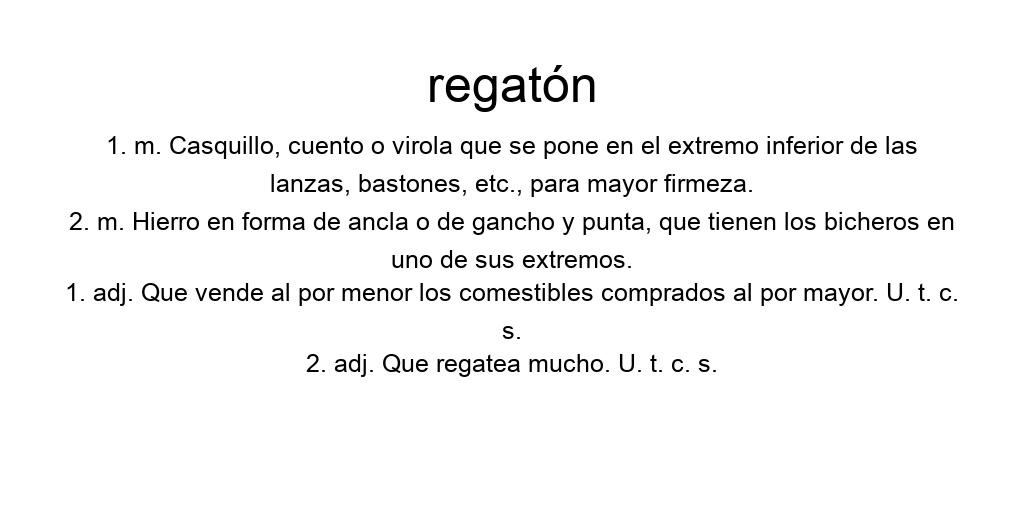 regatón
1. m. Casquillo, cuento o virola que se pone en el extremo inferior de las
lanzas, bastones, etc., para mayor firmeza.
2. m. Hierro en forma de ancla o de gancho y punta, que tienen los bicheros en
uno de sus extremos.
1. adj. Que vende al por menor los comestibles comprados al por mayor. U. t. c.
s.
2. adj. Que regatea mucho. U. t. c. s.